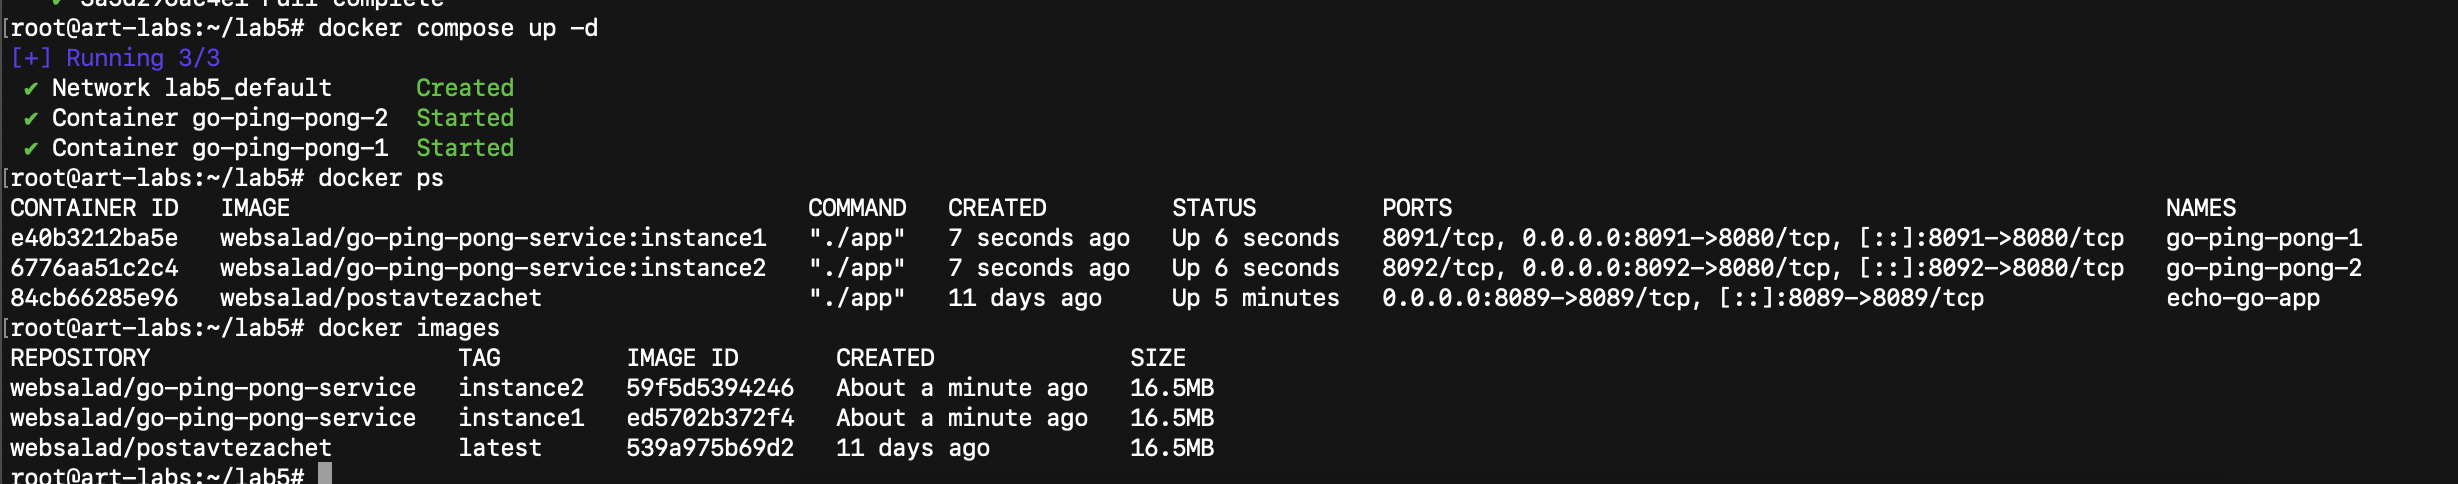 ✔ 3a5d296ac4e1 Pull complete
[root@art-labs:~/lab5# docker compose up -d
[+] Running 3/3
✔ Network lab5_default Created
✔ Container go-ping-pong-2 Started
✔ Container go-ping-pong-1 Started
[root@art-labs:~/lab5# docker ps
CONTAINER ID IMAGE COMMAND CREATED STATUS PORTS NAMES
e40b3212ba5e websalad/go-ping-pong-service:instance1 "./app" 7 seconds ago Up 6 seconds 8091/tcp, 0.0.0.0:8091->8080/tcp, [::]:8091->8080/tcp go-ping-pong-1
6776aa51c2c4 websalad/go-ping-pong-service:instance2 "./app" 7 seconds ago Up 6 seconds 8092/tcp, 0.0.0.0:8092->8080/tcp, [::]:8092->8080/tcp go-ping-pong-2
84cb66285e96 websalad/postavtezachet "./app" 11 days ago Up 5 minutes 0.0.0.0:8089->8089/tcp, [::]:8089->8089/tcp echo-go-app
[root@art-labs:~/lab5# docker images
REPOSITORY TAG IMAGE ID CREATED SIZE
websalad/go-ping-pong-service instance2 59f5d5394246 About a minute ago 16.5MB
websalad/go-ping-pong-service instance1 ed5702b372f4 About a minute ago 16.5MB
websalad/postavtezachet latest 539a975b69d2 11 days ago 16.5MB
root@art-labs:~/lab5#